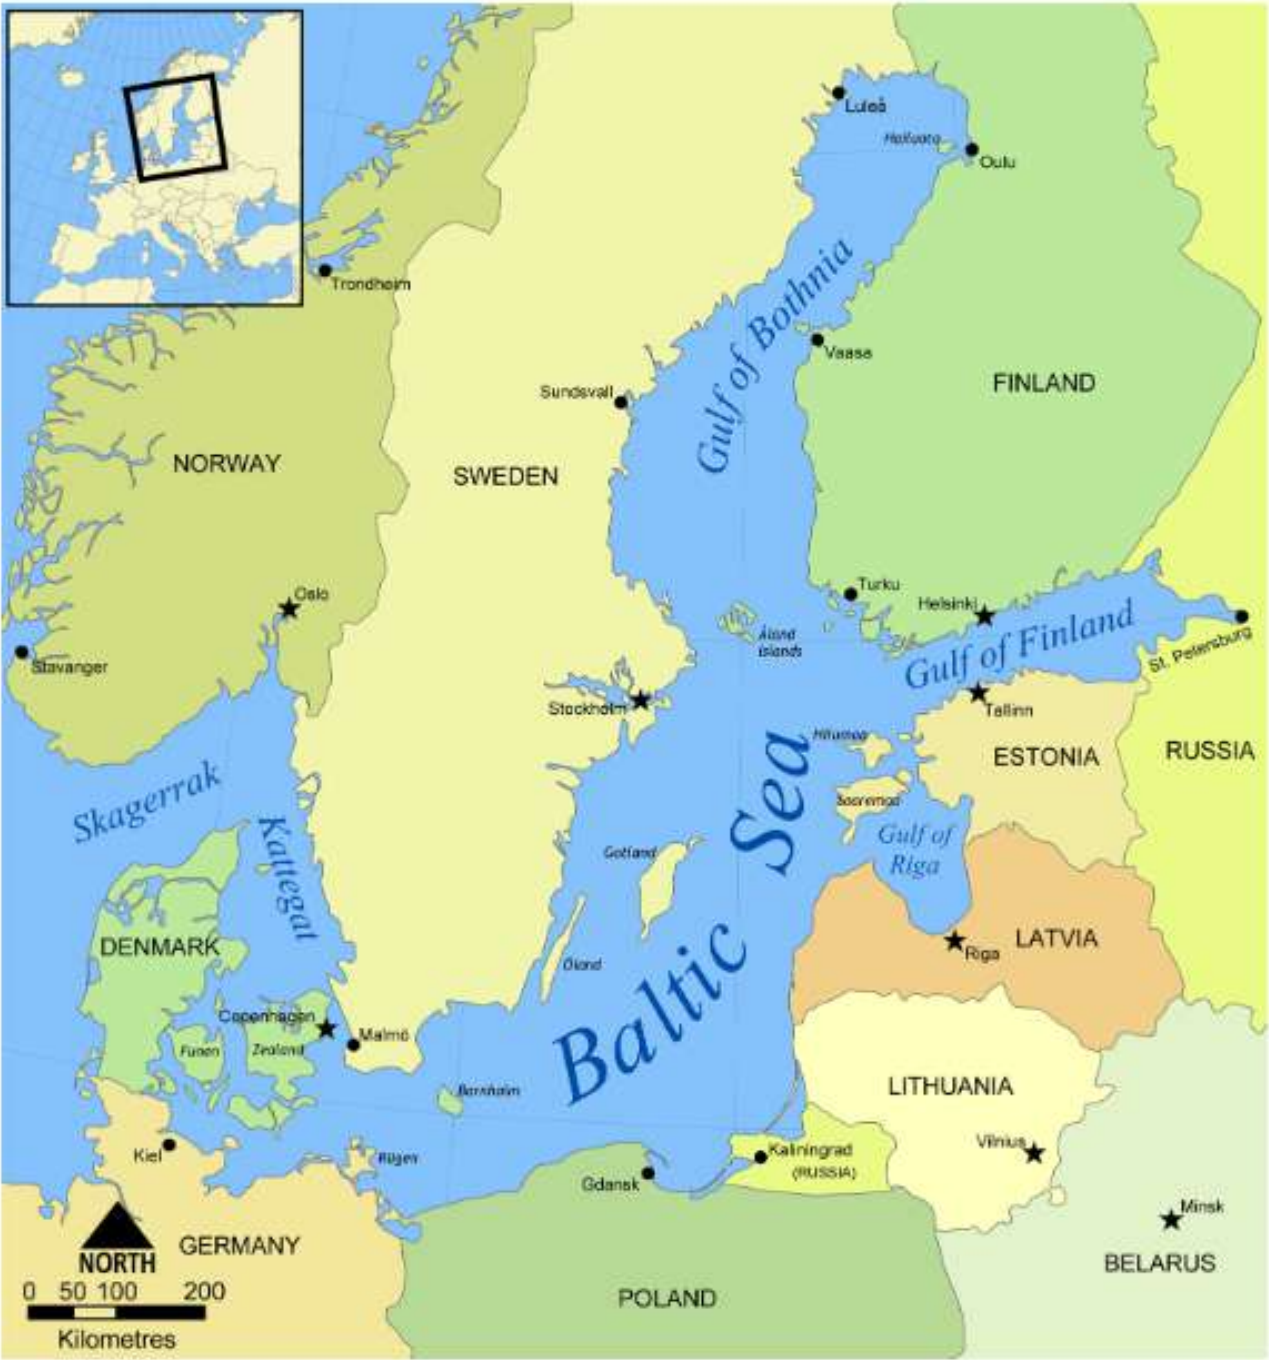 Luleå
Hailuoto
Oulu
Trondheim
Gulf of Bothnia
Vaasa
FINLAND
Sundsvall
NORWAY
SWEDEN
Oslo
Turku
Helsinki
Gulf of Finland
St. Petersburg
Åland
islands
Stavanger
Stockholm
Tallinn
Hiiumaa
ESTONIA
RUSSIA
Skagerrak
Kattegat
Baltic Sea
Saaremaa
Gulf of
Riga
Gotland
DENMARK
LATVIA
Riga
Öland
Copenhagen
Malmö
Funen
Zealand
Bornholm
LITHUANIA
Kiel
Rügen
Kaliningrad
(RUSSIA)
Vilnius
Gdansk
Minsk
NORTH
GERMANY
BELARUS
POLAND
0 50 100 200
Kilometres